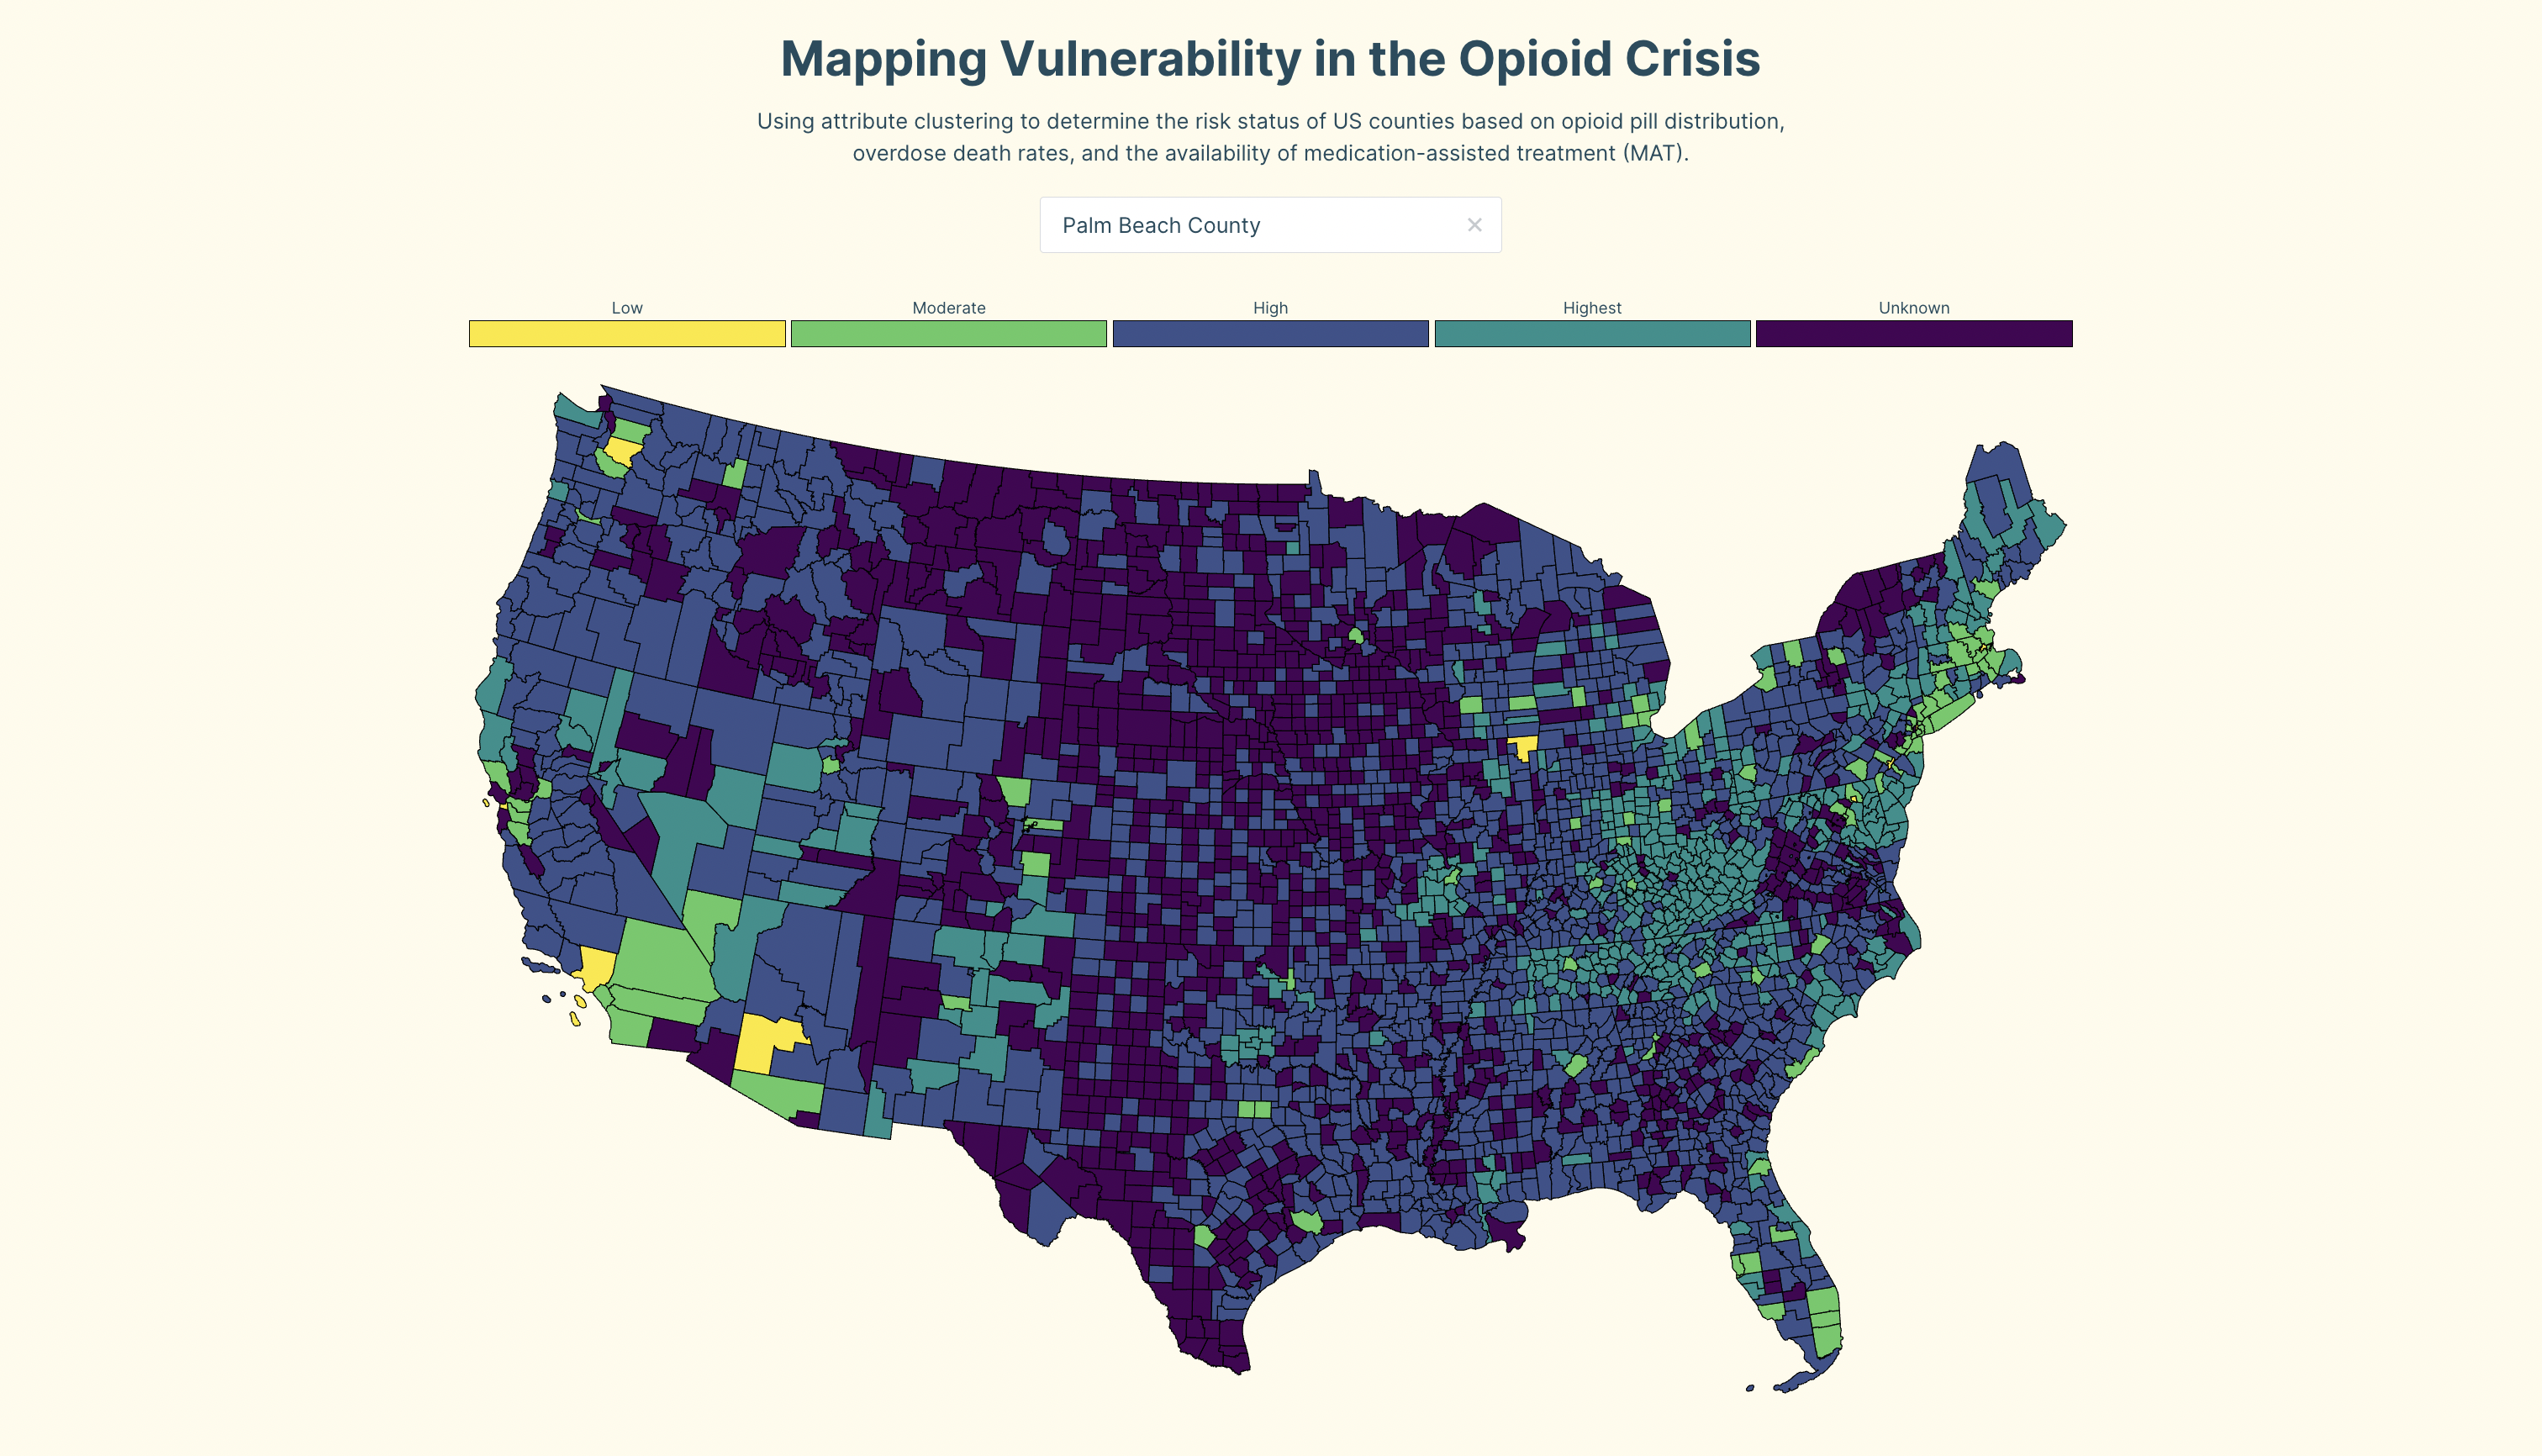 Mapping Vulnerability in the Opioid Crisis
Using attribute clustering to determine the risk status of US counties based on opioid pill distribution,
overdose death rates, and the availability of medication-assisted treatment (MAT).
Palm Beach County ×
Low Moderate High Highest Unknown